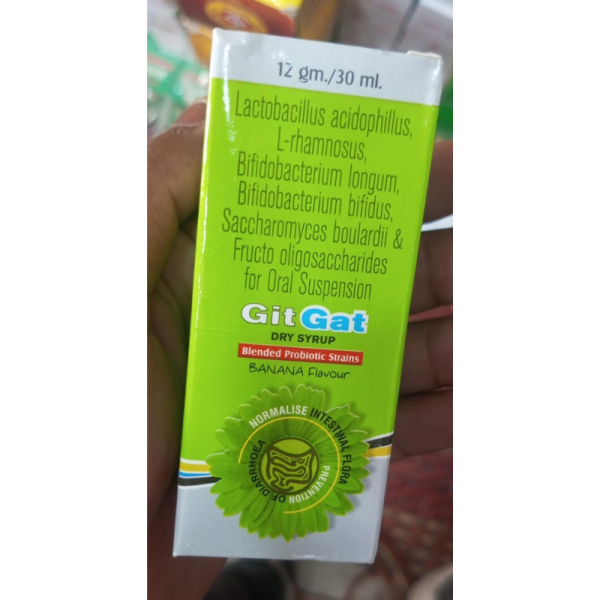 12 gm./30 ml.
Lactobacillus acidophillus,
L-rhamnosus,
Bifidobacterium longum,
Bifidobacterium bifidus,
Saccharomyces boulardii &
Fructo oligosaccharides
for Oral Suspension
GitGat
DRY SYRUP
Blended Probiotic Strains
BANANA Flavour
NORMALISE INTESTINAL FLORA
PREVENTION OF DIARRHOEA